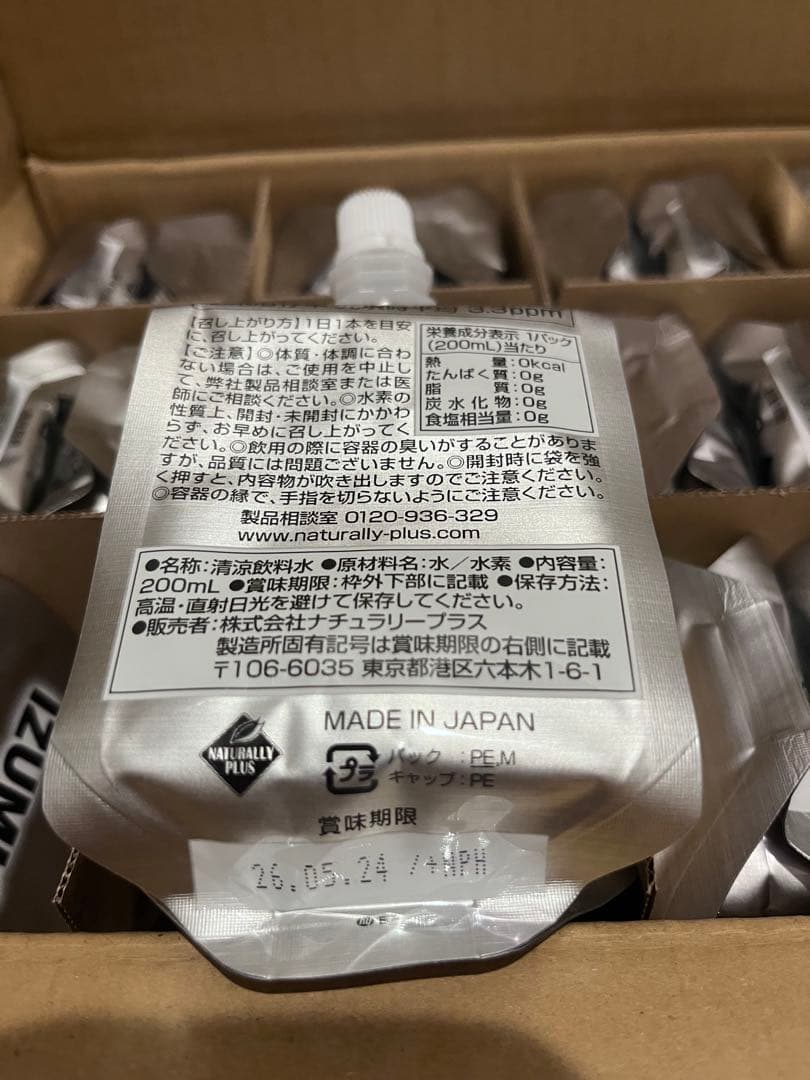 3.3ppm
【召し上がり方】1日1本を目安
に、召し上がってください。
【ご注意】◎体質・体調に合わ
ない場合は、ご使用を中止し
て、弊社製品相談室または医
師にご相談ください。◎水素の
性質上、開封・未開封にかかわ
らず、お早めに召し上がってく
ださい。◎飲用の際に容器の臭いがすることがありま
すが、品質には問題ございません。◎開封時に袋を強
く押すと、内容物が吹き出しますのでご注意ください。
◎容器の縁で、手指を切らないようにご注意ください。
栄養成分表示 1パック
(200mL)当たり
熱量:0kcal
たんぱく質:0g
脂質:0g
炭水化物:0g
食塩相当量:0g
製品相談室 0120-936-329
www.naturally-plus.com
●名称:清涼飲料水 ●原材料名:水/水素 ●内容量:
200mL ●賞味期限:枠外下部に記載 ●保存方法:
高温・直射日光を避けて保存してください。
●販売者:株式会社ナチュラリープラス
製造所固有記号は賞味期限の右側に記載
〒106-6035 東京都港区六本木1-6-1
MADE IN JAPAN
NATURALLY
PLUS
プラ
パック :PE,M
キャップ:PE
賞味期限
26.05.24 /+NPH
IZUMI